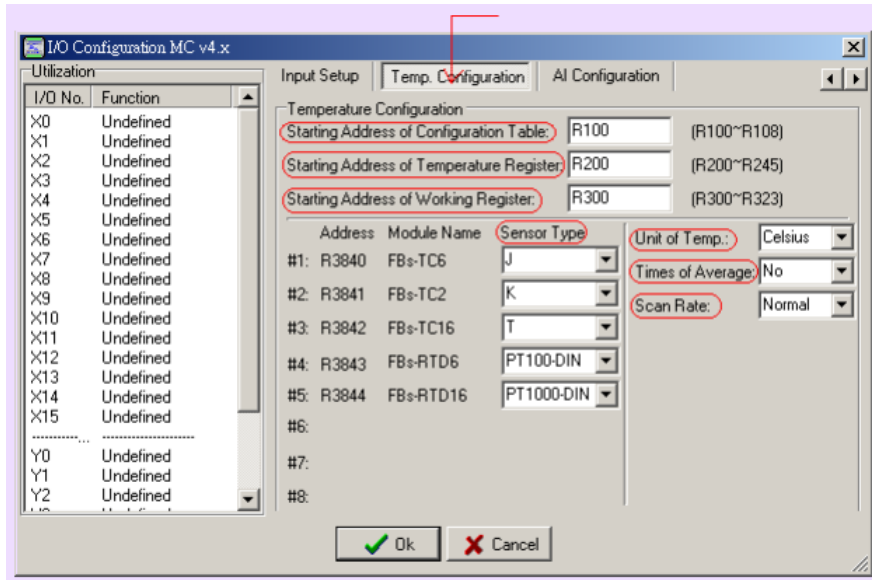 I/O Configuration MC v4.x
Utilization
I/O No. Function
X0 Undefined
X1 Undefined
X2 Undefined
X3 Undefined
X4 Undefined
X5 Undefined
X6 Undefined
X7 Undefined
X8 Undefined
X9 Undefined
X10 Undefined
X11 Undefined
X12 Undefined
X13 Undefined
X14 Undefined
X15 Undefined
Y0 Undefined
Y1 Undefined
Y2 Undefined
Input Setup Temp. Configuration AI Configuration
Temperature Configuration
Starting Address of Configuration Table: R100 (R100~R108)
Starting Address of Temperature Register: R200 (R200~R245)
Starting Address of Working Register: R300 (R300~R323)
Address Module Name Sensor Type
#1: R3840 FBs-TC6 J
#2: R3841 FBs-TC2 K
#3: R3842 FBs-TC16 T
#4: R3843 FBs-RTD6 PT100-DIN
#5: R3844 FBs-RTD16 PT1000-DIN
#6:
#7:
#8:
Unit of Temp.: Celsius
Times of Average: No
Scan Rate: Normal
Ok Cancel